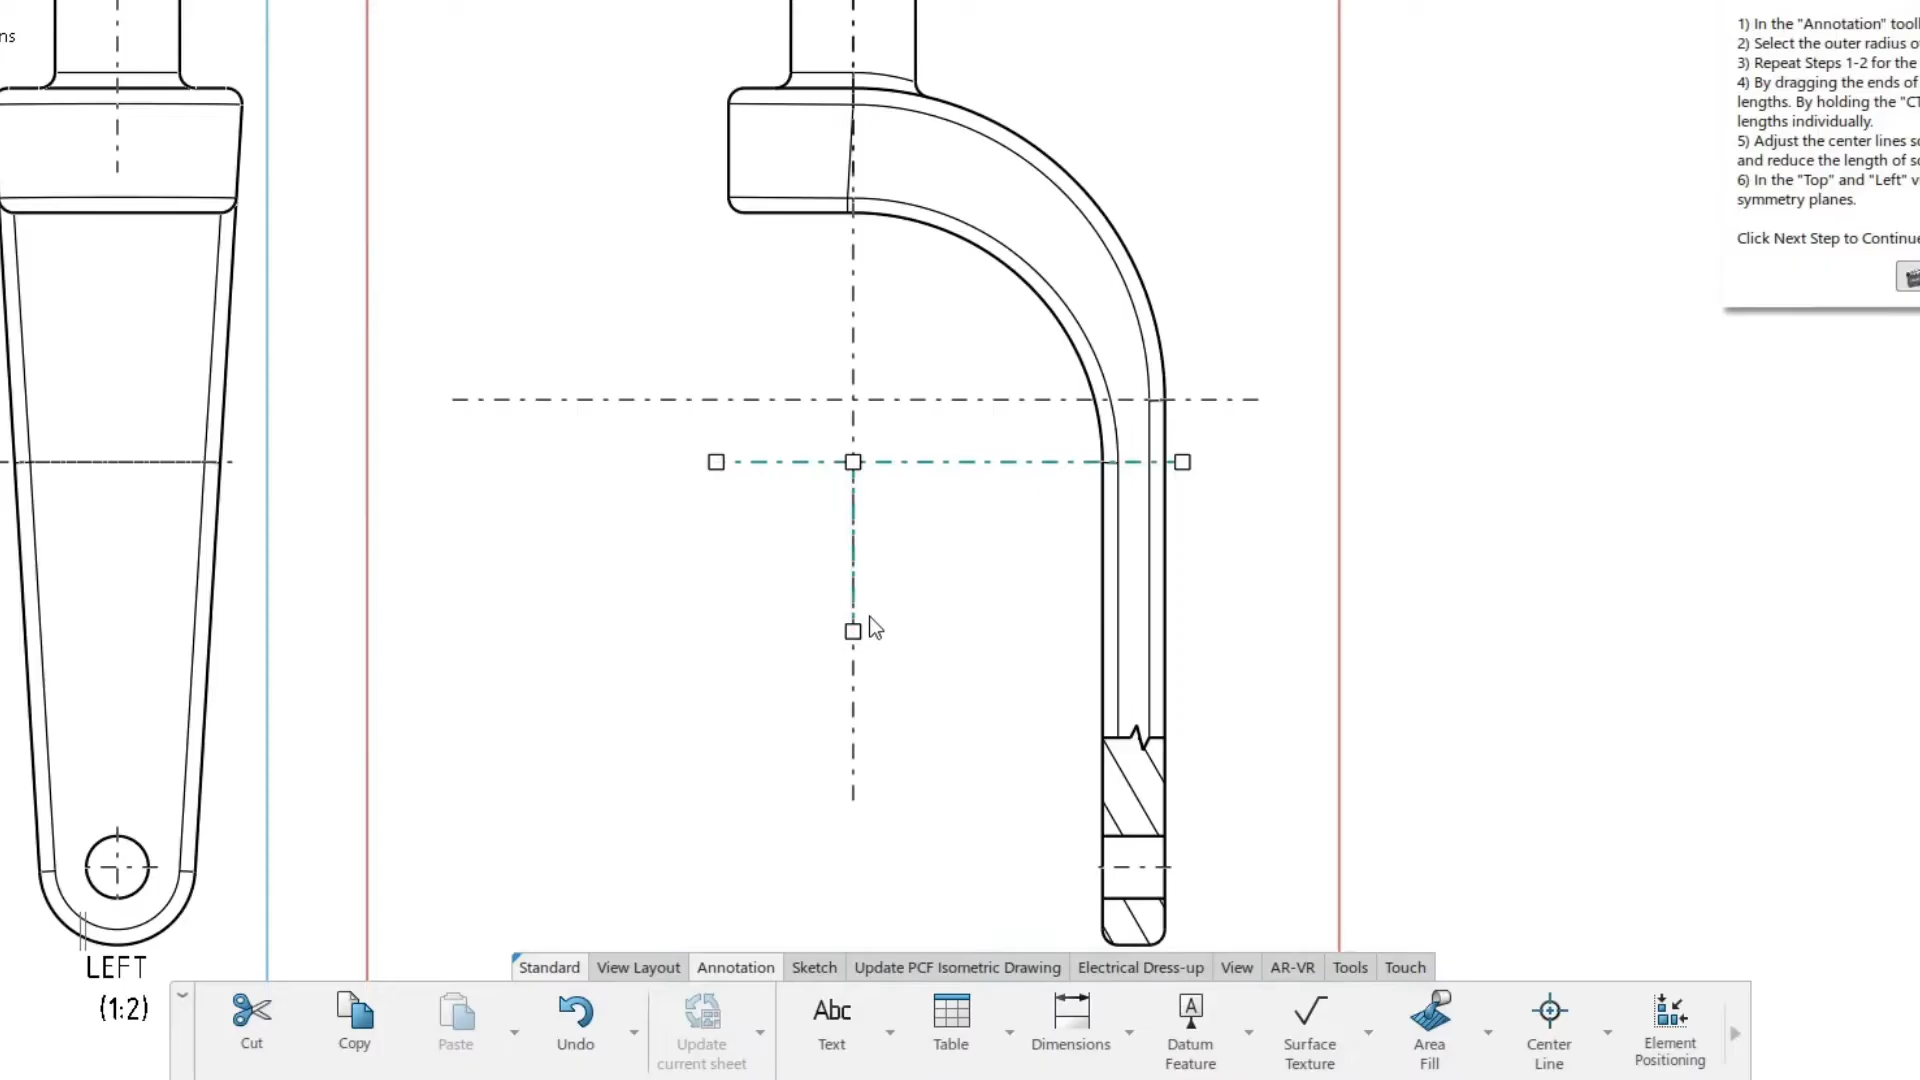 ns
1) In the "Annotation"
2) Select the outer radius
3) Repeat Steps 1-2 for the
4) By dragging the ends of
lengths. By holding the
lengths individually.
5) Adjust the center lines
and reduce the length of
6) In the "Top" and "Left"
symmetry planes.
Click Next Step to Continue
LEFT
(1:2)
Standard View Layout Annotation Sketch Update PCF Isometric Drawing Electrical Dress-up View AR-VR Tools Touch
Cut
Copy
Paste
Undo
Update
current sheet
Abc
Text
Table
Dimensions
A
Datum
Feature
Surface
Texture
Area
Fill
Center
Line
Element
Positioning